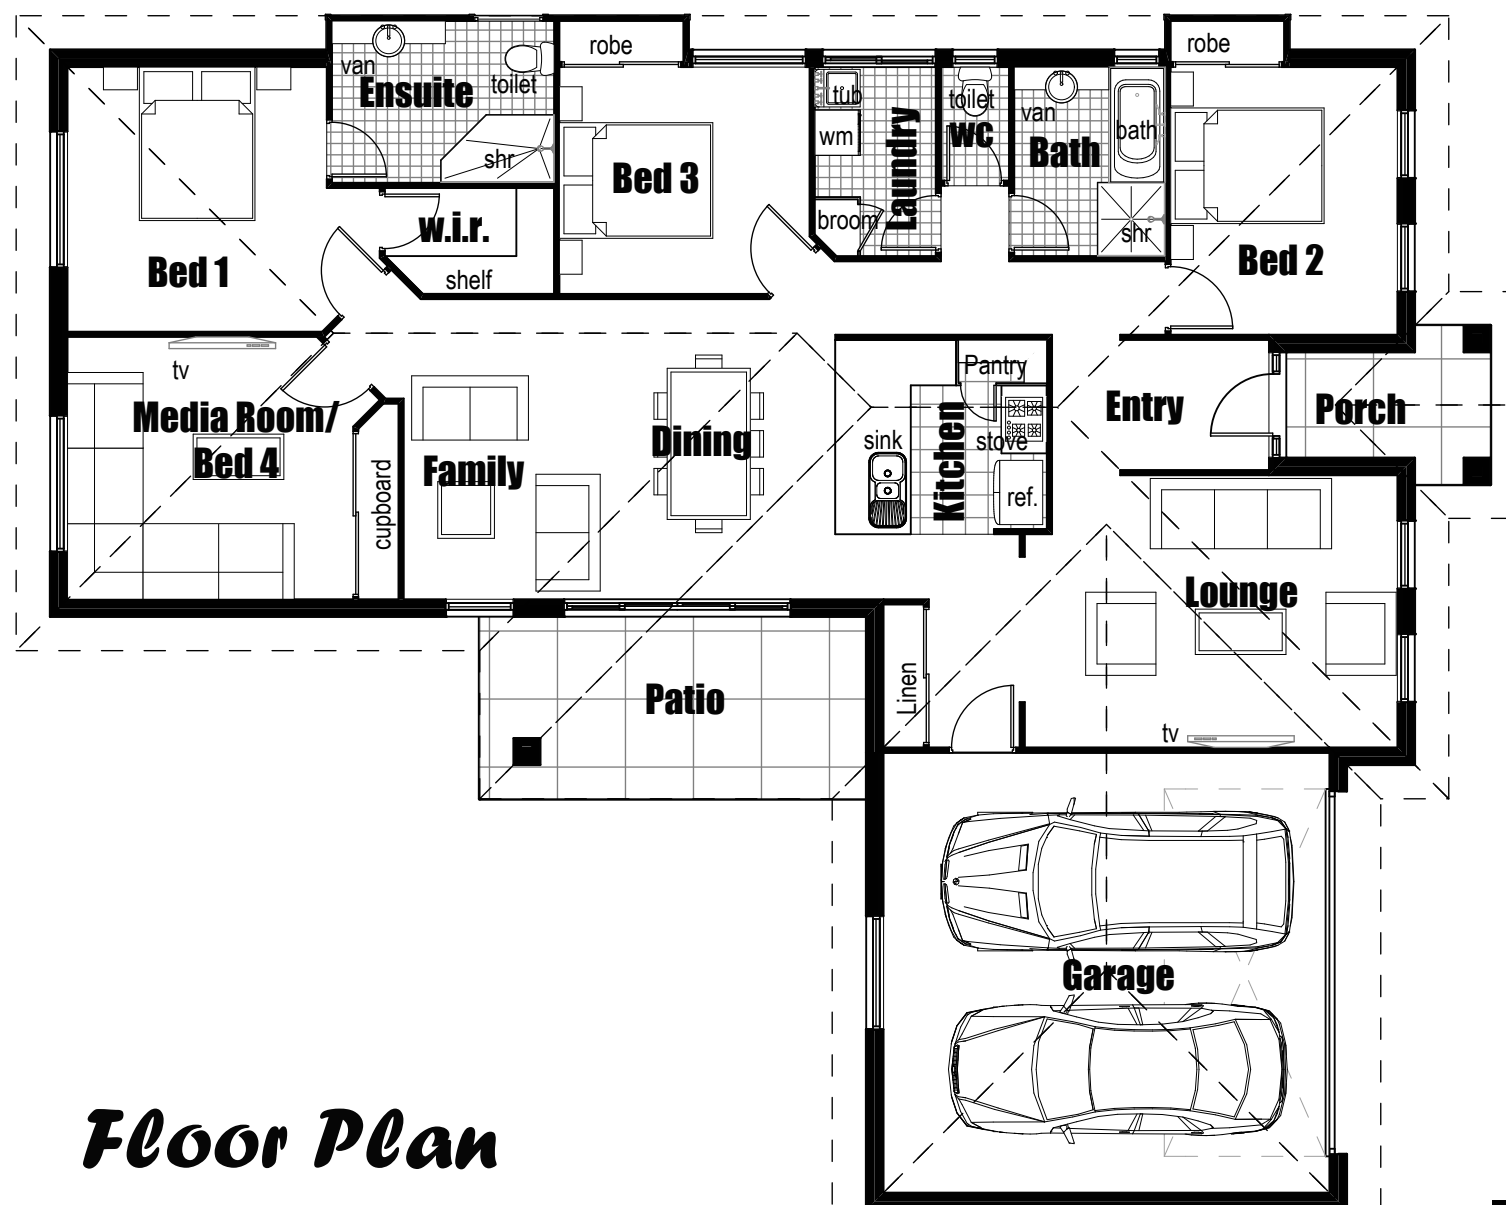 robe
robe
van
Ensuite
toilet
shr
tub
wm
broom
Laundry
toilet
wc
van
Bath
bath
shr
Bed 3
w.i.r.
shelf
Bed 1
Bed 2
tv
Media Room/
Bed 4
cupboard
Family
Dining
sink
Kitchen
Pantry
stove
ref.
Entry
Porch
Lounge
tv
Linen
Patio
Garage
Floor Plan